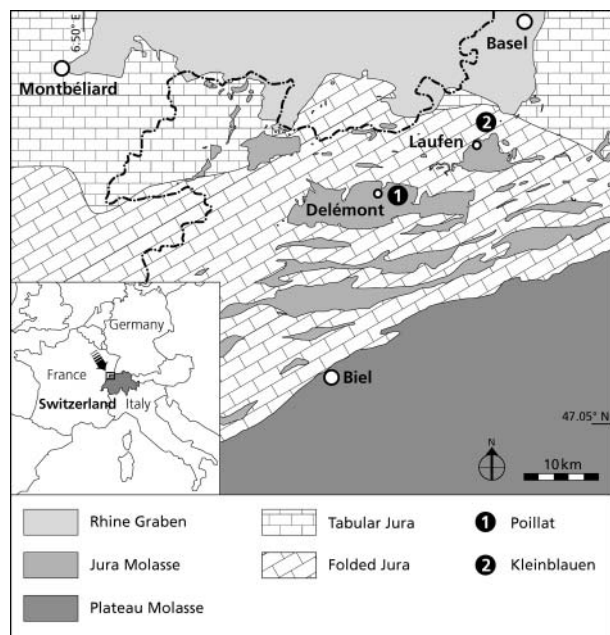 6.50° E
Basel
Montbéliard
2
Laufen
1
Delémont
Germany
France
Switzerland
Italy
Biel
47.05° N
N
10 km
Rhine Graben
Tabular Jura
1 Poillat
Jura Molasse
Folded Jura
2 Kleinblauen
Plateau Molasse